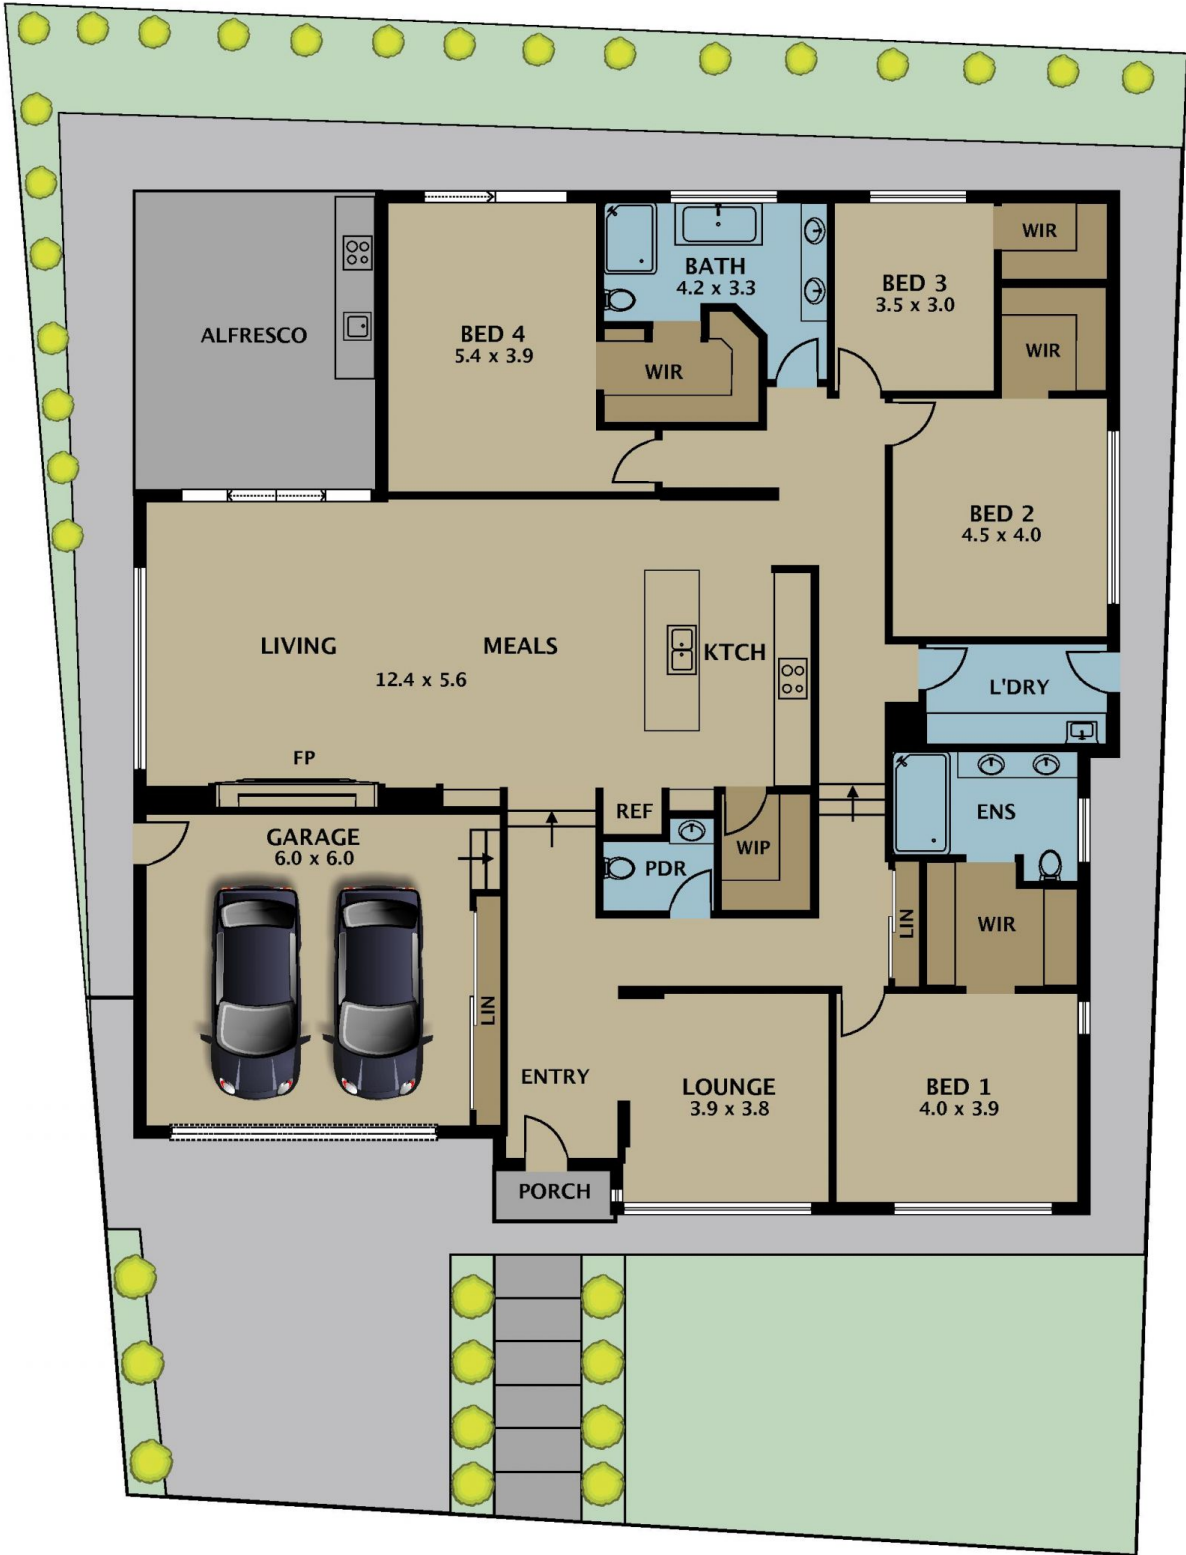 WIR
BATH
4.2 x 3.3
BED 3
3.5 x 3.0
ALFRESCO
BED 4
5.4 x 3.9
WIR
WIR
BED 2
4.5 x 4.0
LIVING
MEALS
KTCH
12.4 x 5.6
L'DRY
FP
REF
ENS
GARAGE
6.0 x 6.0
WIP
PDR
LIN
WIR
LIN
ENTRY
LOUNGE
3.9 x 3.8
BED 1
4.0 x 3.9
PORCH